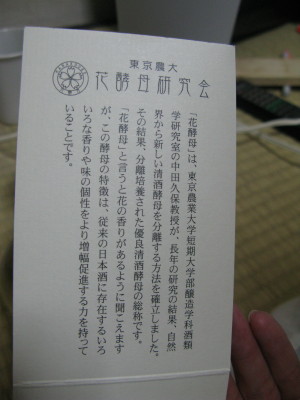 東京農大
花酵母研究会
「花酵母」は、東京農業大学短期大学部醸造学科酒類
学研究室の中田久保教授が、長年の研究の結果、自然
界から新しい清酒酵母を分離する方法を確立しました。
その結果、分離培養された優良清酒酵母の総称です。
「花酵母」と言うと花の香りがあるように聞こえます
が、この酵母の特徴は、従来の日本酒に存在するいろ
いろな香りや味の個性をより増幅促進する力を持って
いることです。